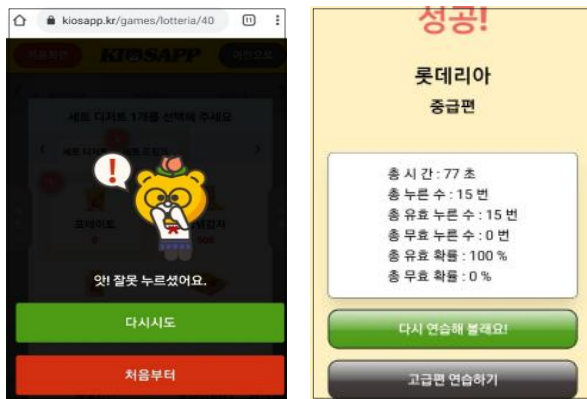 kiosapp.kr/games/lotteria/40
KIOSAPP
세트 디저트 1개를 선택해 주세요
포테이토
앗! 잘못 누르셨어요.
다시시도
처음부터
성공!
롯데리아
중급편
총 시 간 : 77 초
총 누른 수 : 15 번
총 유효 누른 수 : 15 번
총 무효 누른 수 : 0 번
총 유효 확률 : 100 %
총 무효 확률 : 0 %
다시 연습해 볼래요!
고급편 연습하기